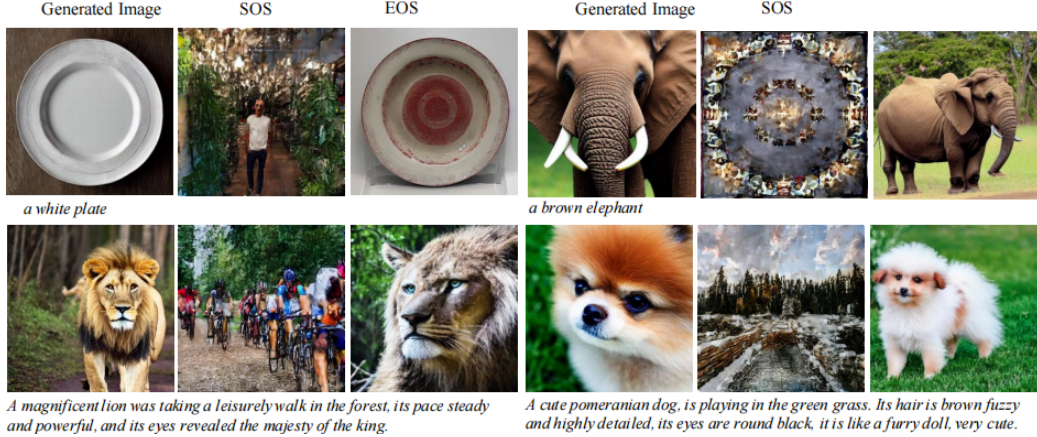 Generated Image SOS EOS Generated Image SOS
a white plate
a brown elephant
A magnificent lion was taking a leisurely walk in the forest, its pace steady
and powerful, and its eyes revealed the majesty of the king.
A cute pomeranian dog, is playing in the green grass. Its hair is brown fuzzy
and highly detailed, its eyes are round black, it is like a furry doll, very cute.